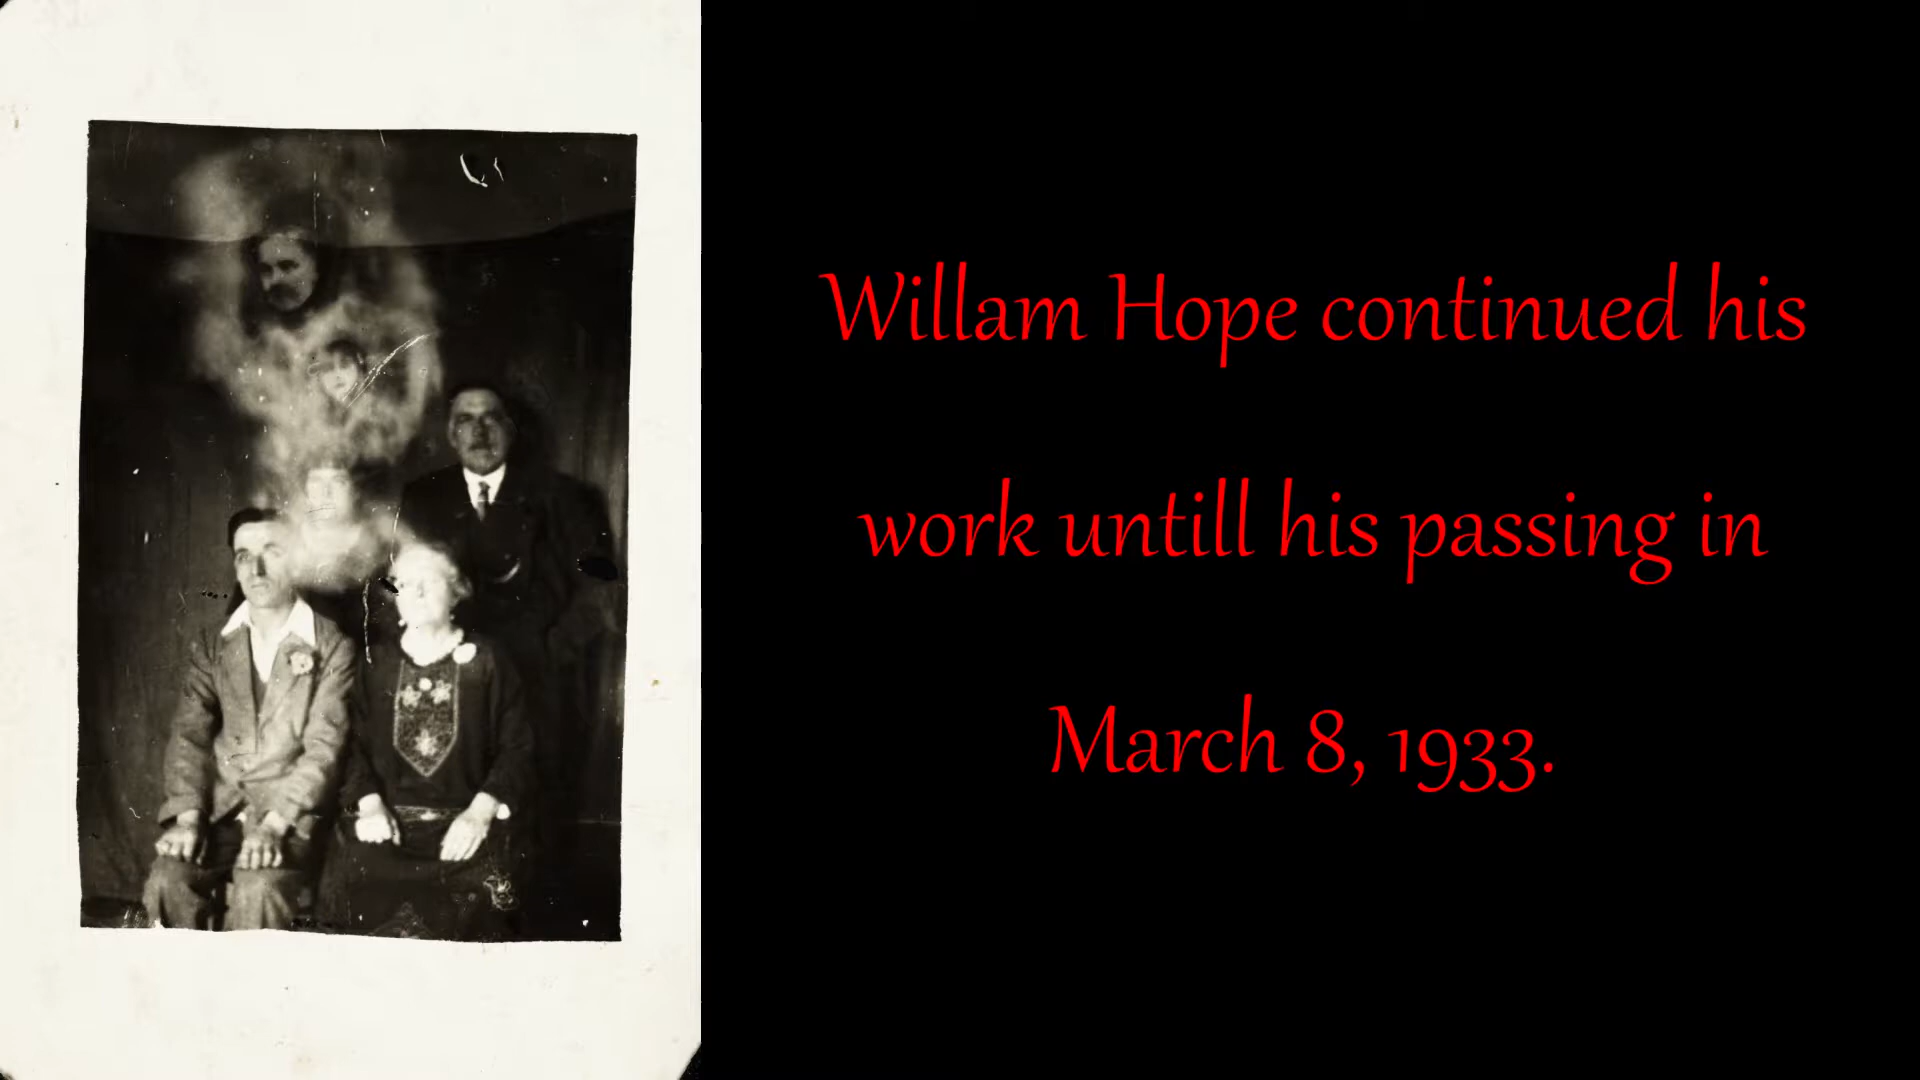 Willam Hope continued his
work untill his passing in
March 8, 1933.